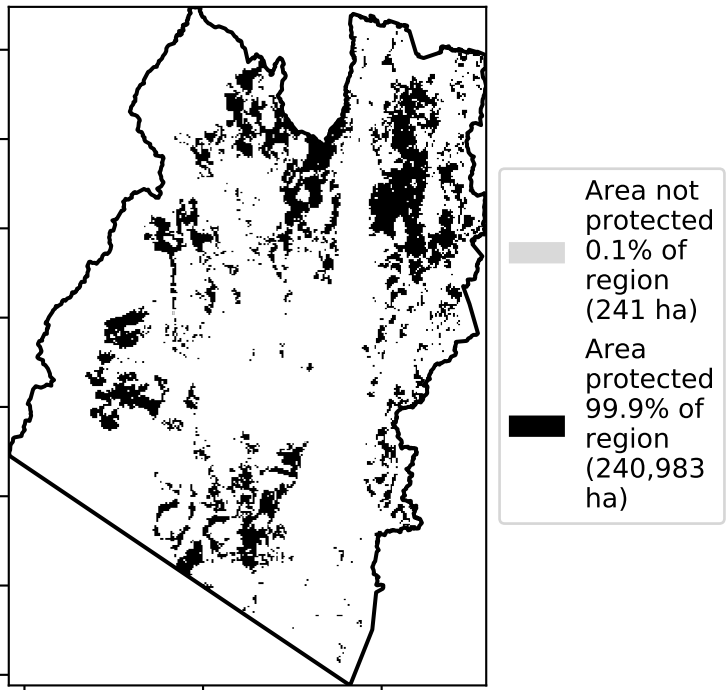 Area not
protected
0.1% of
region
(241 ha)
Area
protected
99.9% of
region
(240,983
ha)